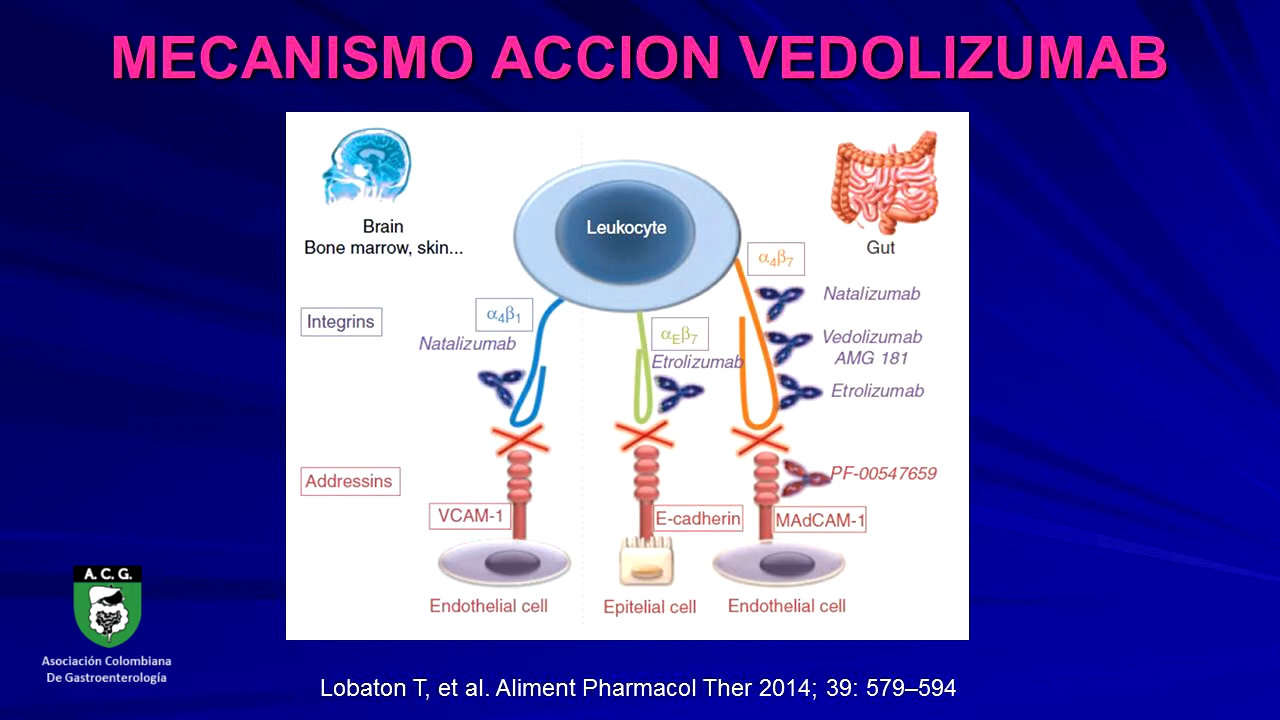 MECANISMO ACCION VEDOLIZUMAB
Brain
Bone marrow, skin...
Leukocyte
Gut
α4β7
Natalizumab
Integrins
α4β1
Natalizumab
αEβ7
Etrolizumab
Vedolizumab
AMG 181
Etrolizumab
Addressins
PF-00547659
VCAM-1
E-cadherin
MAdCAM-1
Endothelial cell
Epitelial cell
Endothelial cell
A. C. G.
Asociación Colombiana
De Gastroenterología
Lobaton T, et al. Aliment Pharmacol Ther 2014; 39: 579–594